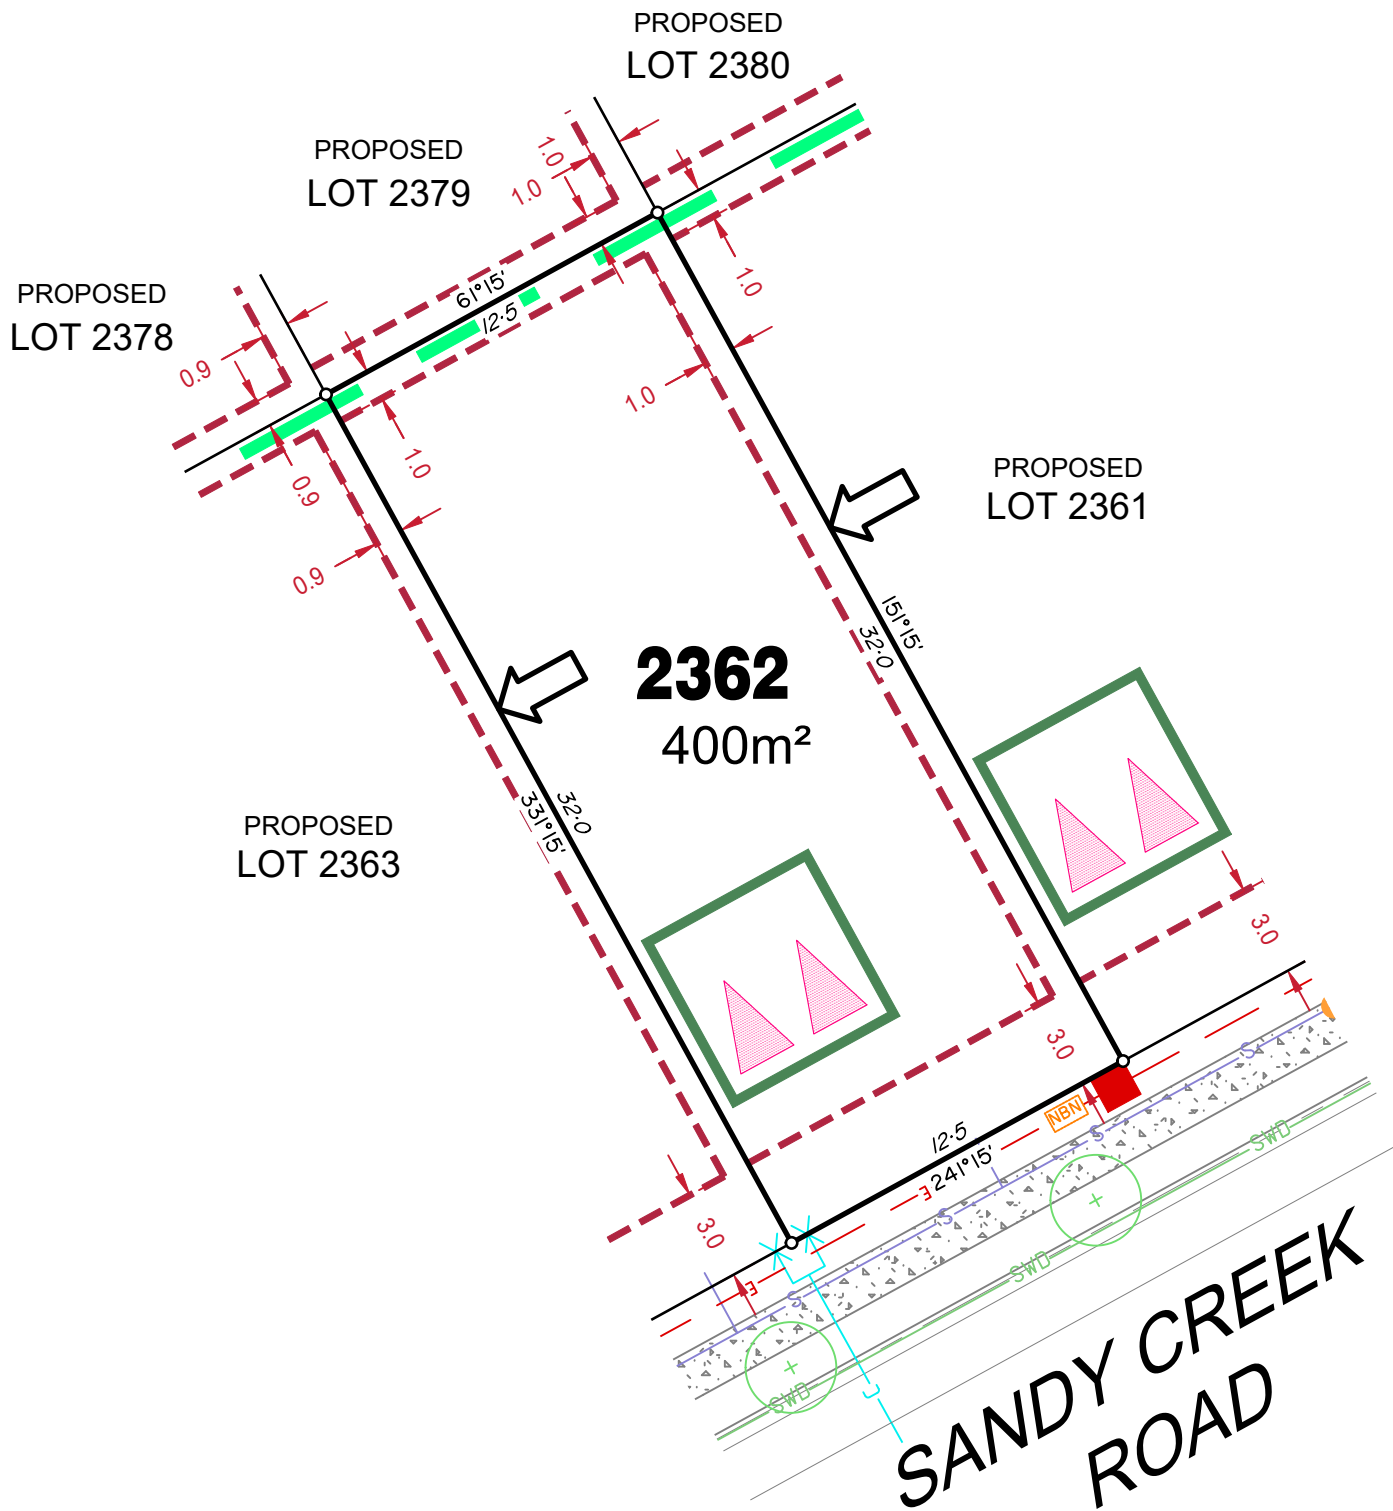 PROPOSED
LOT 2380
PROPOSED
LOT 2379
1.0
1.0
PROPOSED
LOT 2378
0.9
61°15'
12·5
1.0
1.0
0.9
1.0
0.9
PROPOSED
LOT 2361
151°15'
32·0
2362
400m²
32·0
331°15'
PROPOSED
LOT 2363
3.0
3.0
3.0
NBN
12·5
241°15'
E
E
S
S
S
S
SWD
SWD
SWD
J
SANDY CREEK
ROAD